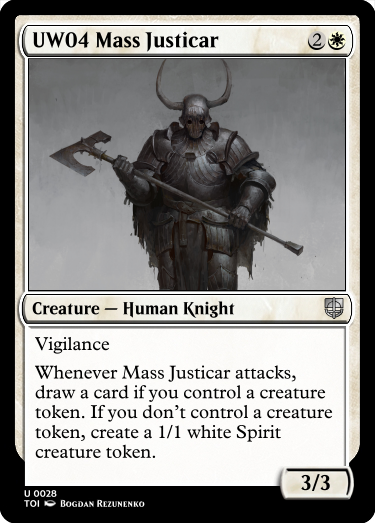 UW04 Mass Justicar 2
Creature — Human Knight
Vigilance
Whenever Mass Justicar attacks,
draw a card if you control a creature
token. If you don't control a creature
token, create a 1/1 white Spirit
creature token.
3/3
U 0028
TOI Bogdan Rezunenko